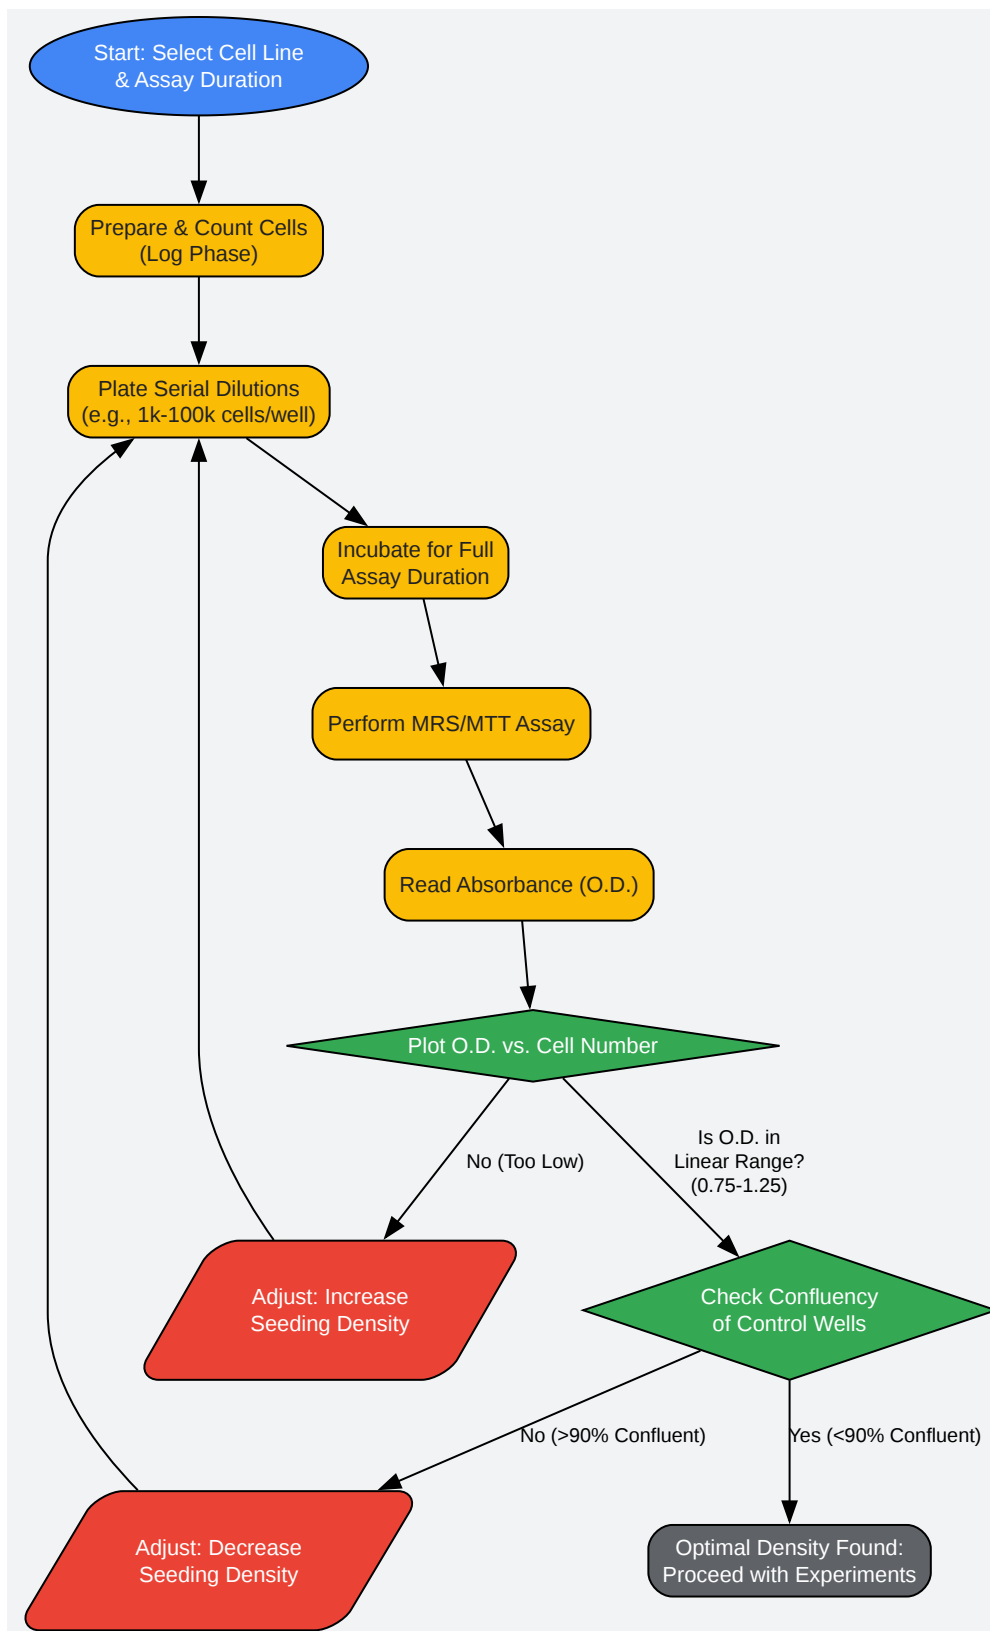 Start: Select Cell Line
& Assay Duration
Prepare & Count Cells
(Log Phase)
Plate Serial Dilutions
(e.g., 1k-100k cells/well)
Incubate for Full
Assay Duration
Perform MRS/MTT Assay
Read Absorbance (O.D.)
Plot O.D. vs. Cell Number
No (Too Low)
Is O.D. in
Linear Range?
(0.75-1.25)
Adjust: Increase
Seeding Density
Check Confluency
of Control Wells
No (>90% Confluent)
Yes (<90% Confluent)
Adjust: Decrease
Seeding Density
Optimal Density Found:
Proceed with Experiments